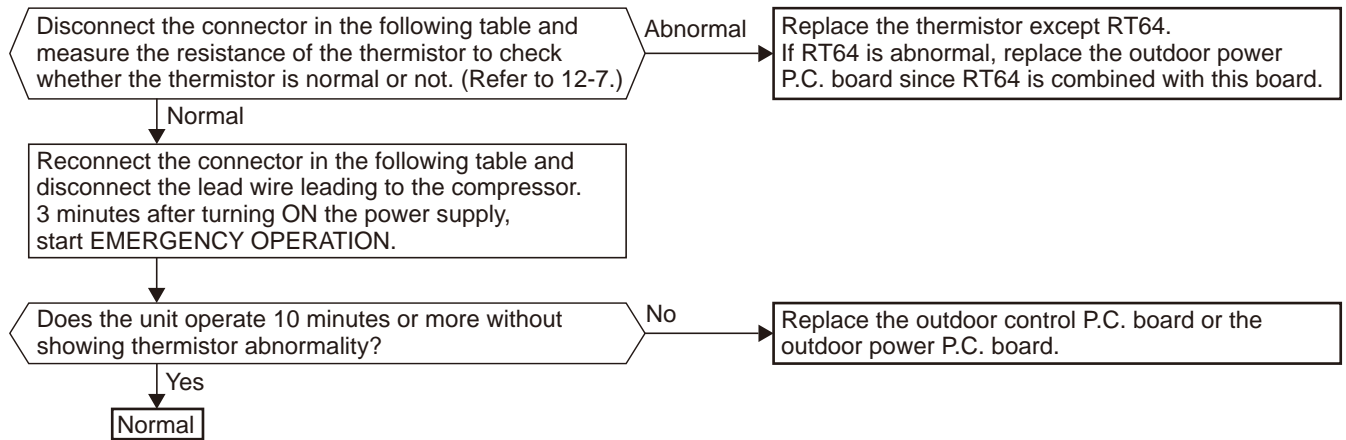 Disconnect the connector in the following table and
measure the resistance of the thermistor to check
whether the thermistor is normal or not. (Refer to 12-7.)
Abnormal
Replace the thermistor except RT64.
If RT64 is abnormal, replace the outdoor power
P.C. board since RT64 is combined with this board.
Normal
Reconnect the connector in the following table and
disconnect the lead wire leading to the compressor.
3 minutes after turning ON the power supply,
start EMERGENCY OPERATION.
Does the unit operate 10 minutes or more without
showing thermistor abnormality?
No
Replace the outdoor control P.C. board or the
outdoor power P.C. board.
Yes
Normal